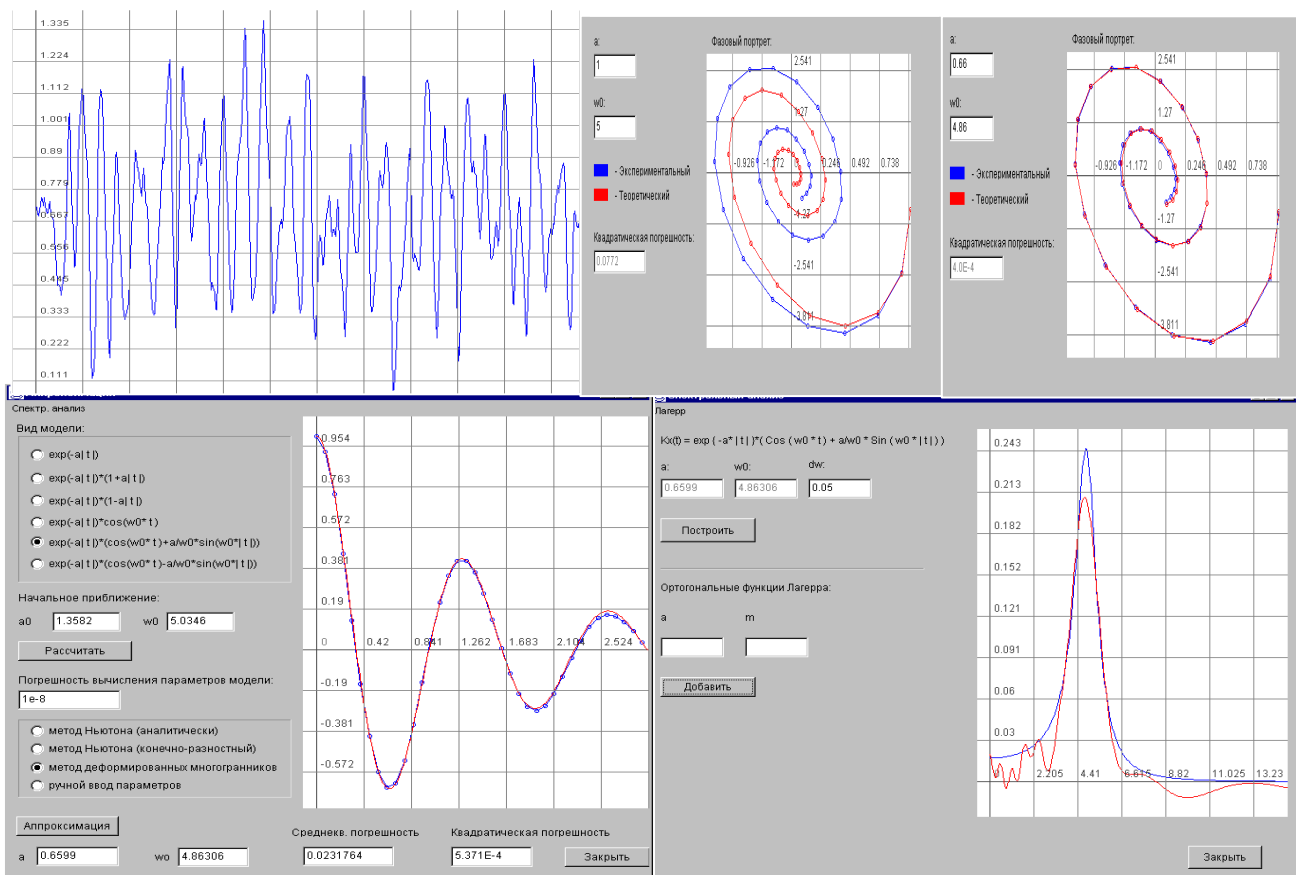 1.335
1.224
1.112
1.001
0.89
0.779
0.667
0.556
0.445
0.333
0.222
0.111
a:
1
w0:
5
- Экспериментальный
- Теоретический
Квадратическая погрешность:
0.0772
Фазовый портрет:
2.541
1.27
-0.926 -1.172 0 0.246 0.492 0.738
-1.27
-2.541
-3.811
a:
0.66
w0:
4.86
- Экспериментальный
- Теоретический
Квадратическая погрешность:
4.0E-4
Фазовый портрет:
2.541
1.27
-0.926 -1.172 0 0.246 0.492 0.738
-1.27
-2.541
-3.811
Спектр. анализ
Вид модели:
exp(-a| t |)
exp(-a| t |)*(1+a| t |)
exp(-a| t |)*(1-a| t |)
exp(-a| t |)*cos(w0* t )
exp(-a| t |)*(cos(w0* t )+a/w0*sin(w0*| t |))
exp(-a| t |)*(cos(w0* t )-a/w0*sin(w0*| t |))
Начальное приближение:
a0 1.3582 w0 5.0346
Рассчитать
Погрешность вычисления параметров модели:
1e-8
метод Ньютона (аналитически)
метод Ньютона (конечно-разностный)
метод деформированных многогранников
ручной ввод параметров
Аппроксимация
a 0.6599 wo 4.86306
0.954
0.763
0.572
0.381
0.19
0 0.42 0.841 1.262 1.683 2.104 2.524
-0.19
-0.381
-0.572
Среднекв. погрешность
0.0231764
Квадратическая погрешность
5.371E-4
Закрыть
Лагерр
Kx(t) = exp ( -a* | t | )*( Cos ( w0 * t ) + a/w0 * Sin ( w0 * | t | ) )
a: w0: dw:
0.6599 4.86306 0.05
Построить
Ортогональные функции Лагерра:
a m
Добавить
0.243
0.213
0.182
0.152
0.121
0.091
0.06
0.03
0 2.205 4.41 6.615 8.82 11.025 13.23
Закрыть